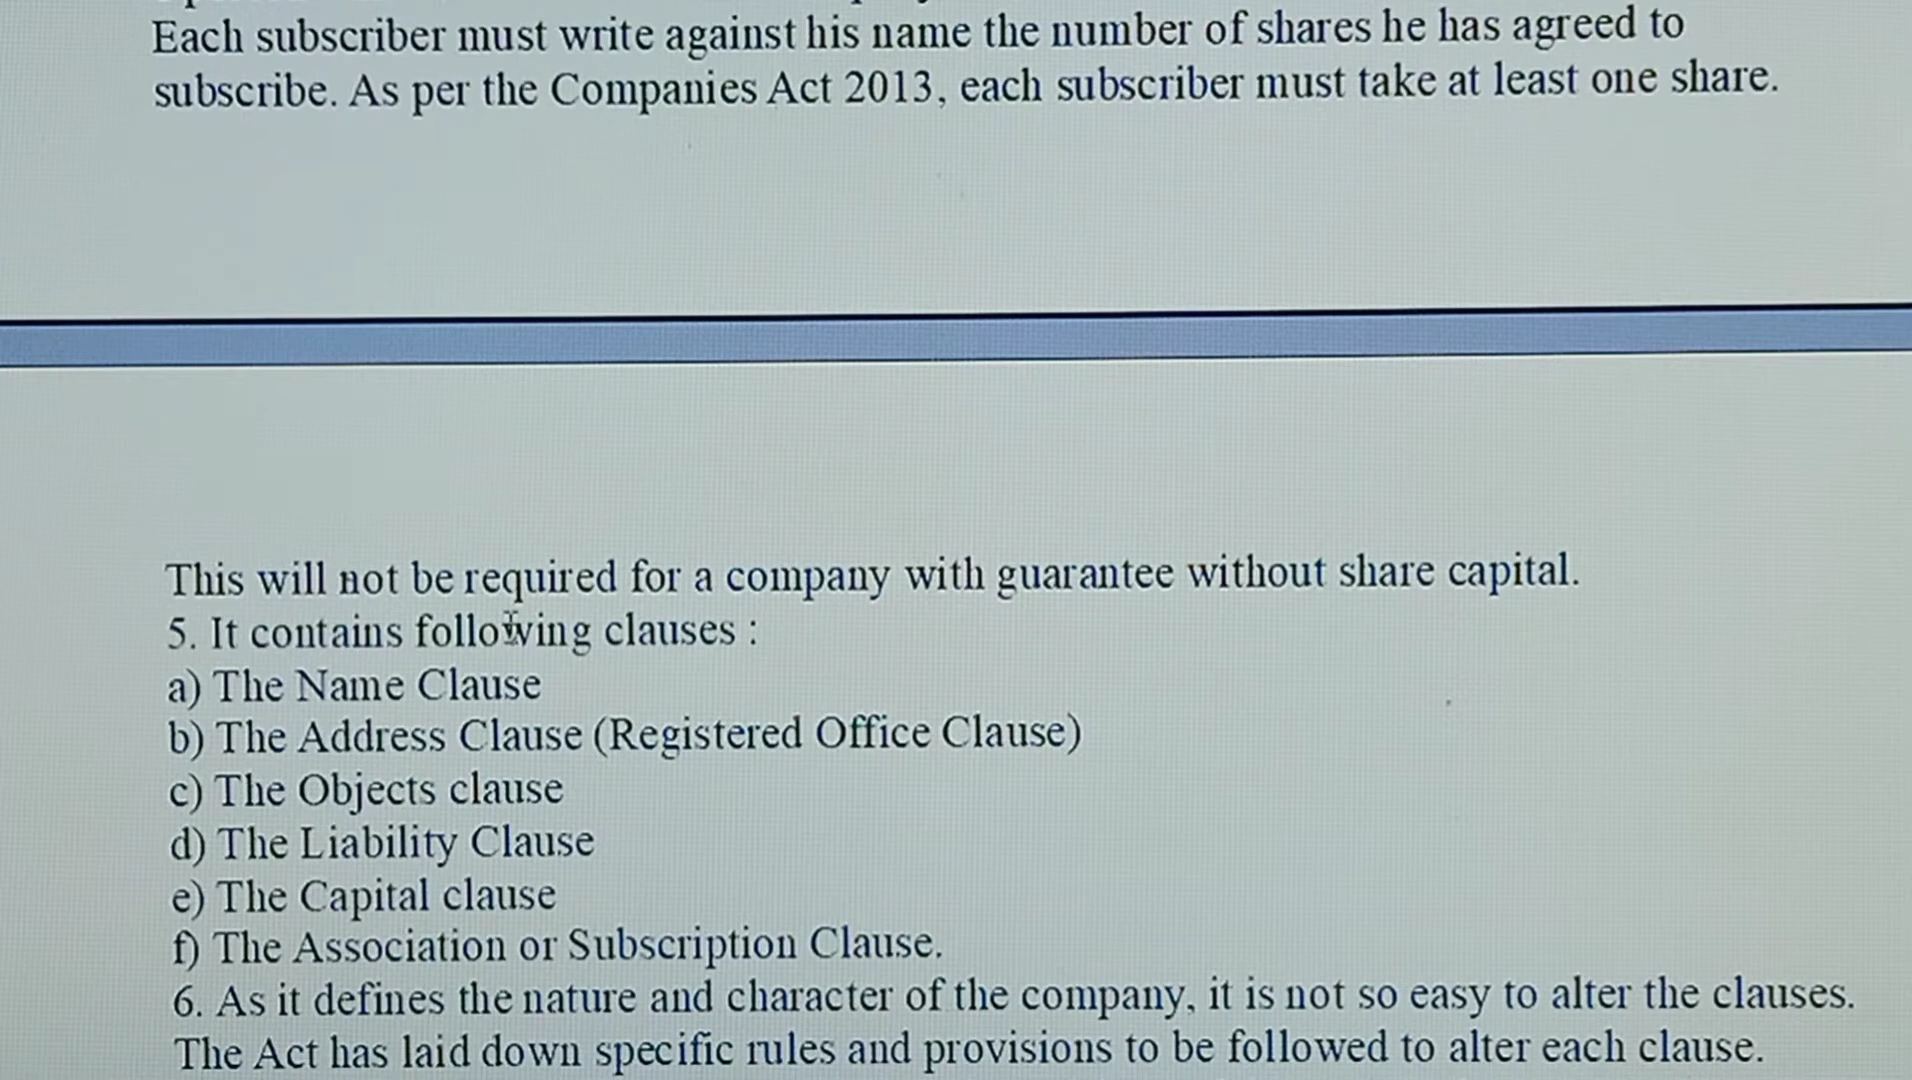 Each subscriber must write against his name the number of shares he has agreed to
subscribe. As per the Companies Act 2013, each subscriber must take at least one share.
This will not be required for a company with guarantee without share capital.
5. It contains following clauses :
a) The Name Clause
b) The Address Clause (Registered Office Clause)
c) The Objects clause
d) The Liability Clause
e) The Capital clause
f) The Association or Subscription Clause.
6. As it defines the nature and character of the company, it is not so easy to alter the clauses.
The Act has laid down specific rules and provisions to be followed to alter each clause.